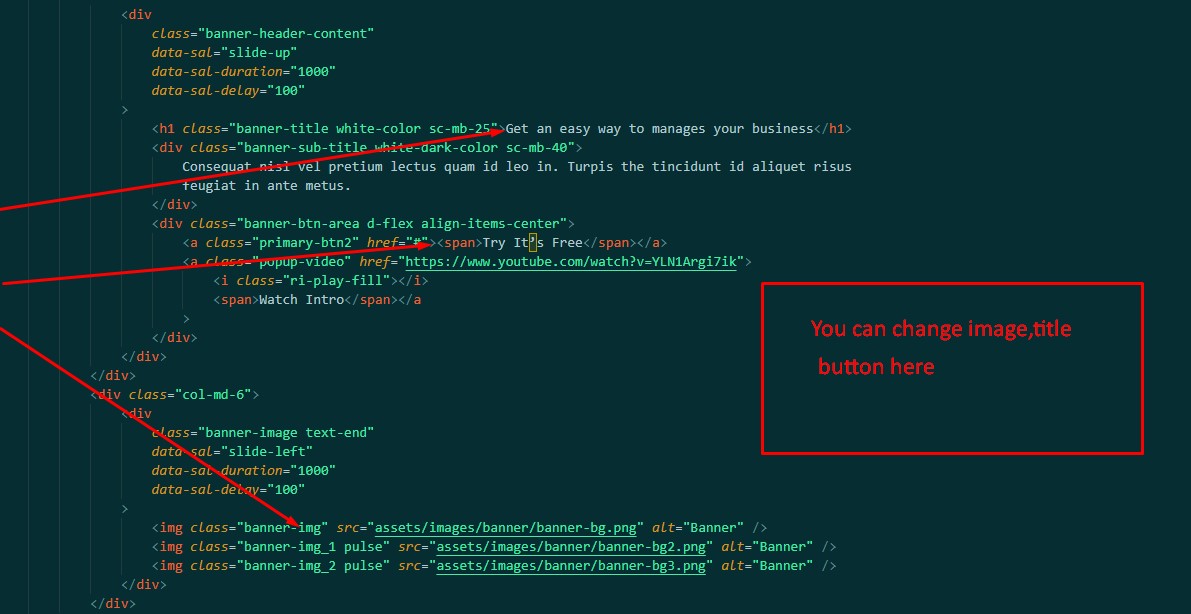 <div
class="banner-header-content"
data-sal="slide-up"
data-sal-duration="1000"
data-sal-delay="100"
>
<h1 class="banner-title white-color sc-mb-25">Get an easy way to manages your business</h1>
<div class="banner-sub-title white-dark-color sc-mb-40">
Consequat nisl vel pretium lectus quam id leo in. Turpis the tincidunt id aliquet risus
feugiat in ante metus.
</div>
<div class="banner-btn-area d-flex align-items-center">
<a class="primary-btn2" href="#"><span>Try It’s Free</span></a>
<a class="popup-video" href="https://www.youtube.com/watch?v=YLN1Argi7ik">
<i class="ri-play-fill"></i>
<span>Watch Intro</span></a
>
</div>
</div>
</div>
<div class="col-md-6">
<div
class="banner-image text-end"
data-sal="slide-left"
data-sal-duration="1000"
data-sal-delay="100"
>
<img class="banner-img" src="assets/images/banner/banner-bg.png" alt="Banner" />
<img class="banner-img_1 pulse" src="assets/images/banner/banner-bg2.png" alt="Banner" />
<img class="banner-img_2 pulse" src="assets/images/banner/banner-bg3.png" alt="Banner" />
</div>
</div>
You can change image,title
button here